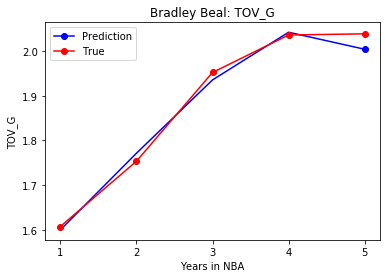 Bradley Beal: TOV_G
Prediction
True
2.0
1.9
1.8
1.7
1.6
TOV_G
1 2 3 4 5
Years in NBA